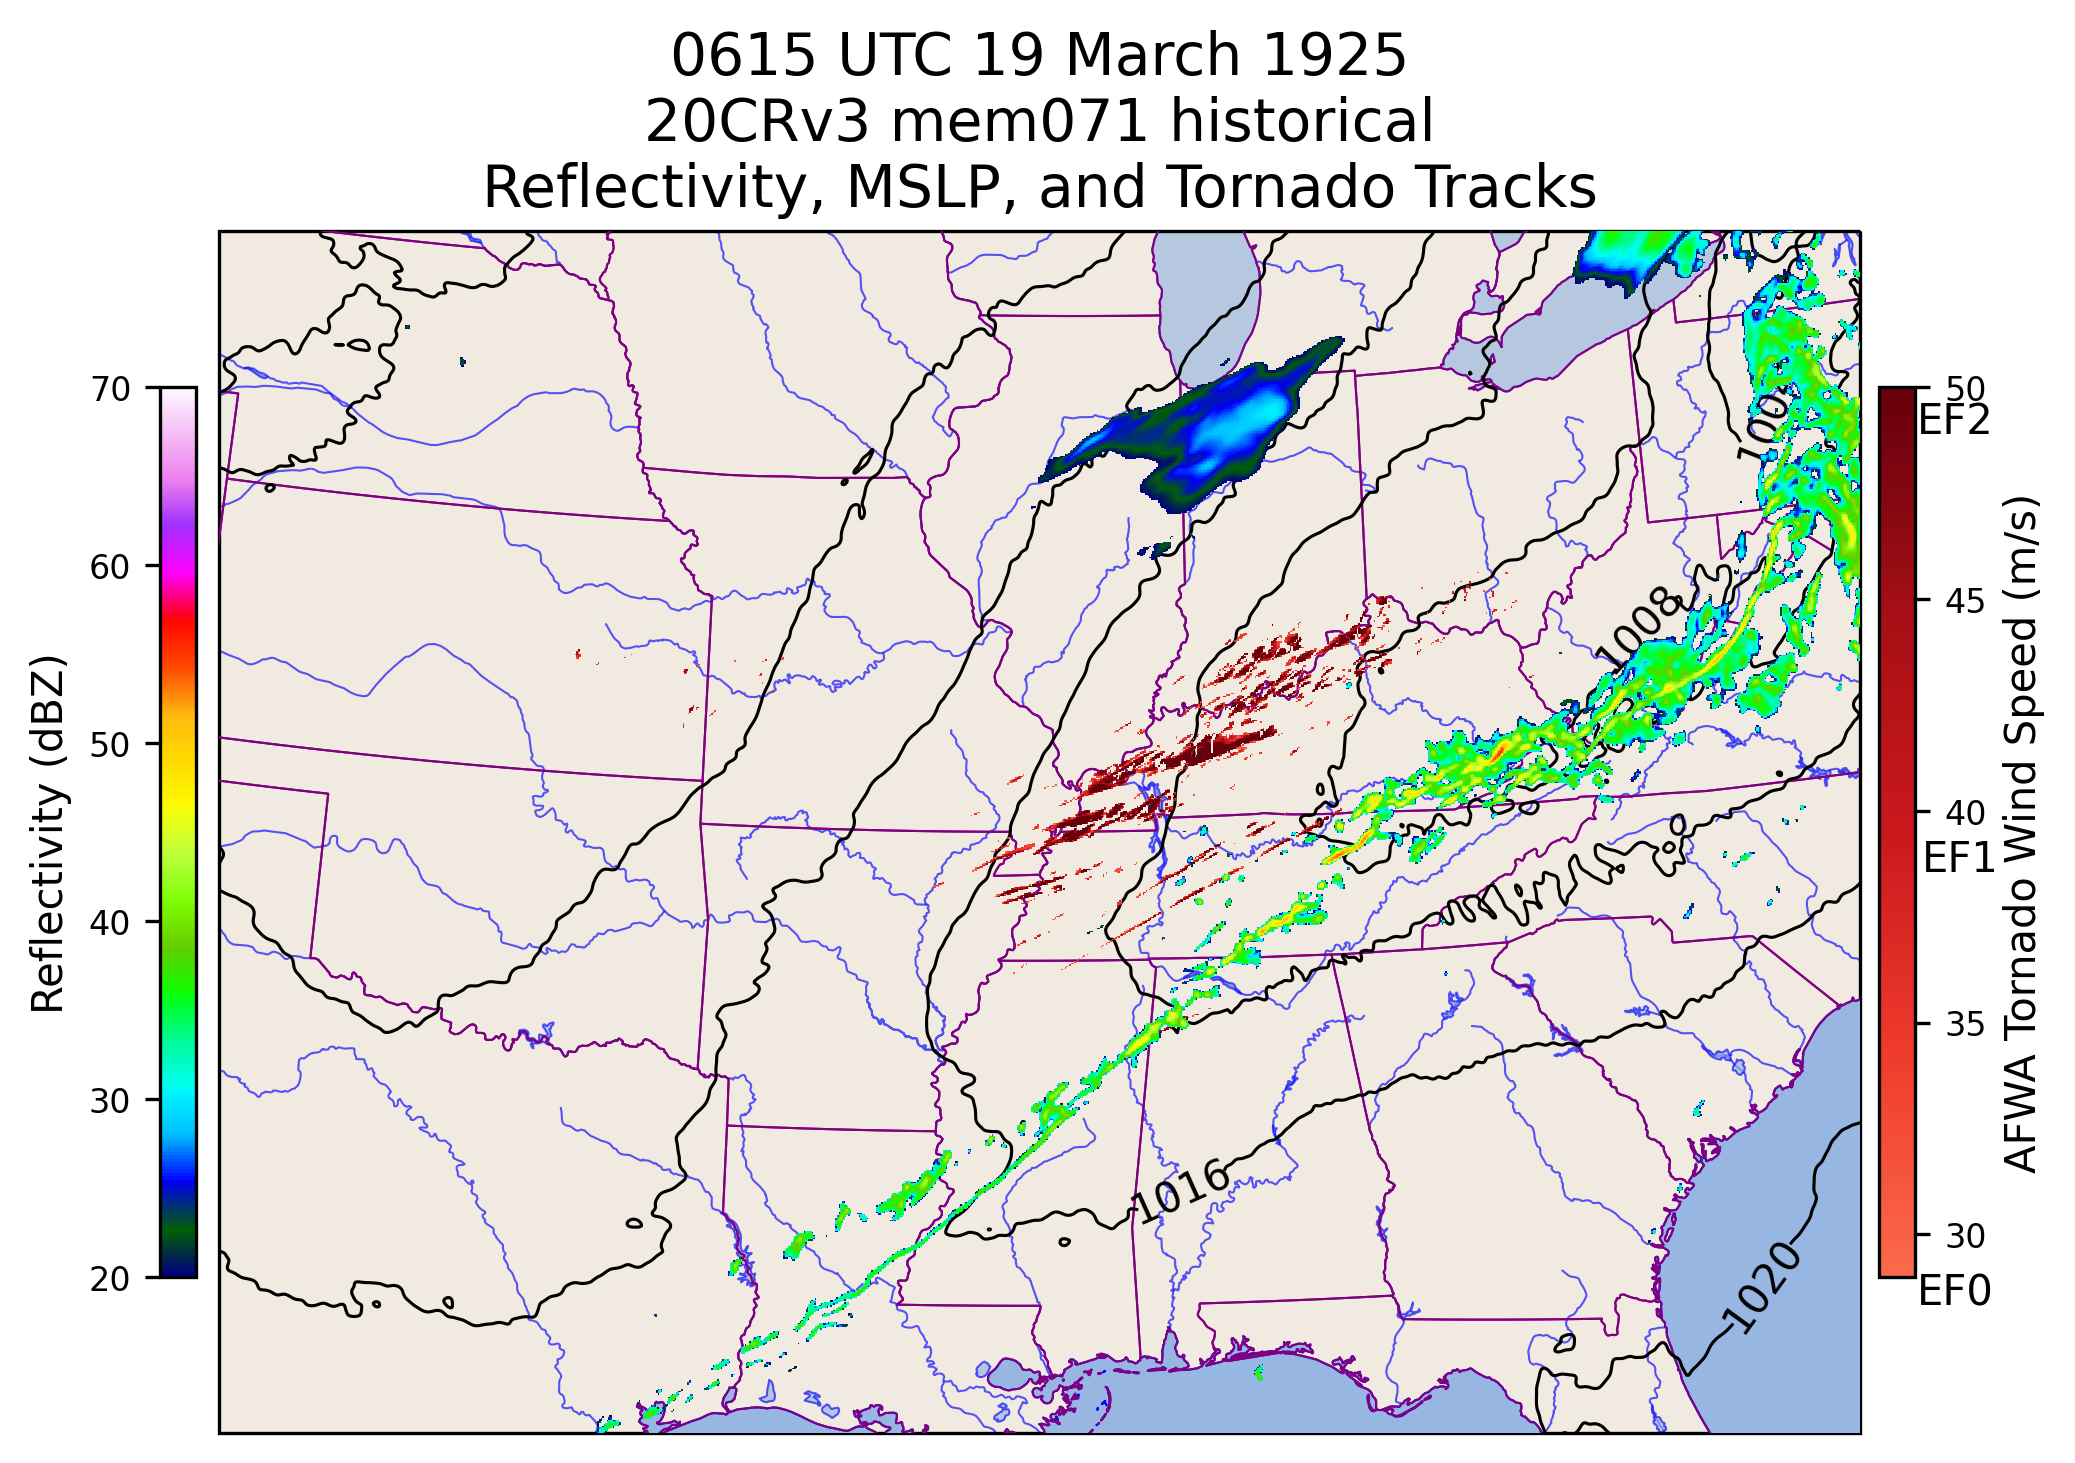 0615 UTC 19 March 1925
20CRv3 mem071 historical
Reflectivity, MSLP, and Tornado Tracks
Reflectivity (dBZ)
70
60
50
40
30
20
1008
1016
1020
50
EF2
45
40
EF1
35
30
EF0
AFWA Tornado Wind Speed (m/s)